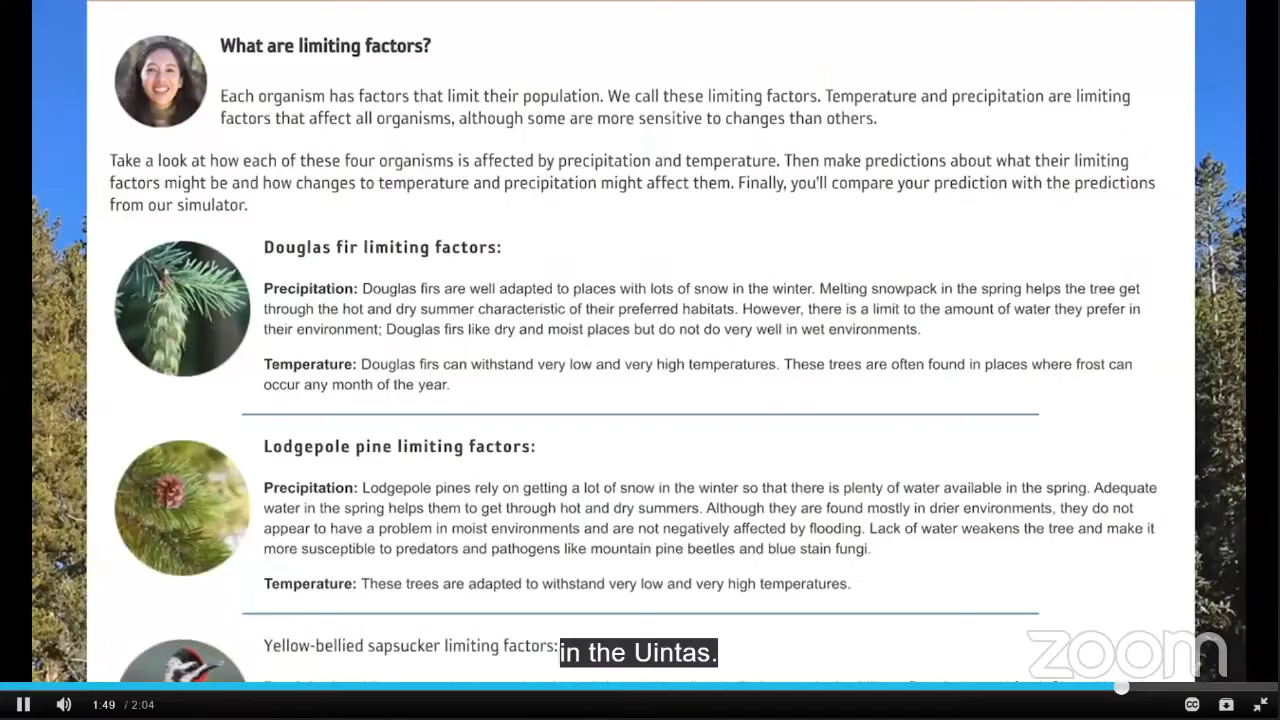 What are limiting factors?
Each organism has factors that limit their population. We call these limiting factors. Temperature and precipitation are limiting
factors that affect all organisms, although some are more sensitive to changes than others.
Take a look at how each of these four organisms is affected by precipitation and temperature. Then make predictions about what their limiting
factors might be and how changes to temperature and precipitation might affect them. Finally, you'll compare your prediction with the predictions
from our simulator.
Douglas fir limiting factors:
Precipitation: Douglas firs are well adapted to places with lots of snow in the winter. Melting snowpack in the spring helps the tree get
through the hot and dry summer characteristic of their preferred habitats. However, there is a limit to the amount of water they prefer in
their environment; Douglas firs like dry and moist places but do not do very well in wet environments.
Temperature: Douglas firs can withstand very low and very high temperatures. These trees are often found in places where frost can
occur any month of the year.
Lodgepole pine limiting factors:
Precipitation: Lodgepole pines rely on getting a lot of snow in the winter so that there is plenty of water available in the spring. Adequate
water in the spring helps them to get through hot and dry summers. Although they are found mostly in drier environments, they do not
appear to have a problem in moist environments and are not negatively affected by flooding. Lack of water weakens the tree and make it
more susceptible to predators and pathogens like mountain pine beetles and blue stain fungi.
Temperature: These trees are adapted to withstand very low and very high temperatures.
Yellow-bellied sapsucker limiting factors:
in the Uintas.
zoom
1:49 / 2:04
CC